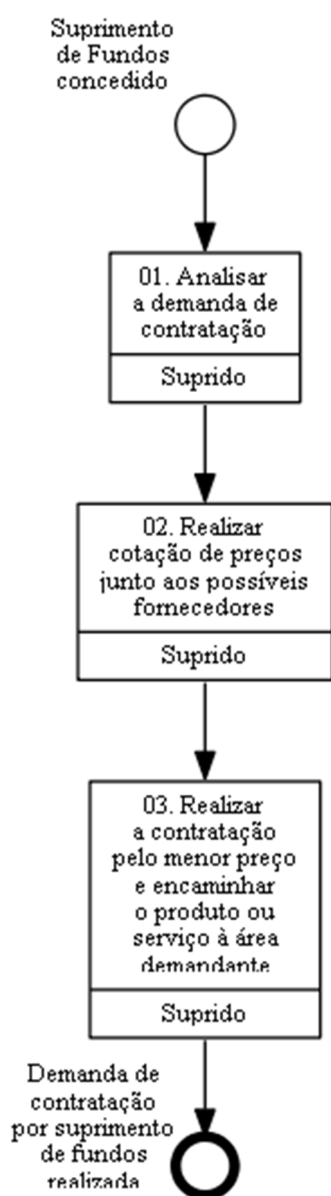 Suprimento
de Fundos
concedido
01. Analisar
a demanda de
contratação
Suprido
02. Realizar
cotação de preços
junto aos possíveis
fornecedores
Suprido
03. Realizar
a contratação
pelo menor preço
e encaminhar
o produto ou
serviço à área
demandante
Suprido
Demanda de
contratação
por suprimento
de fundos
realizada